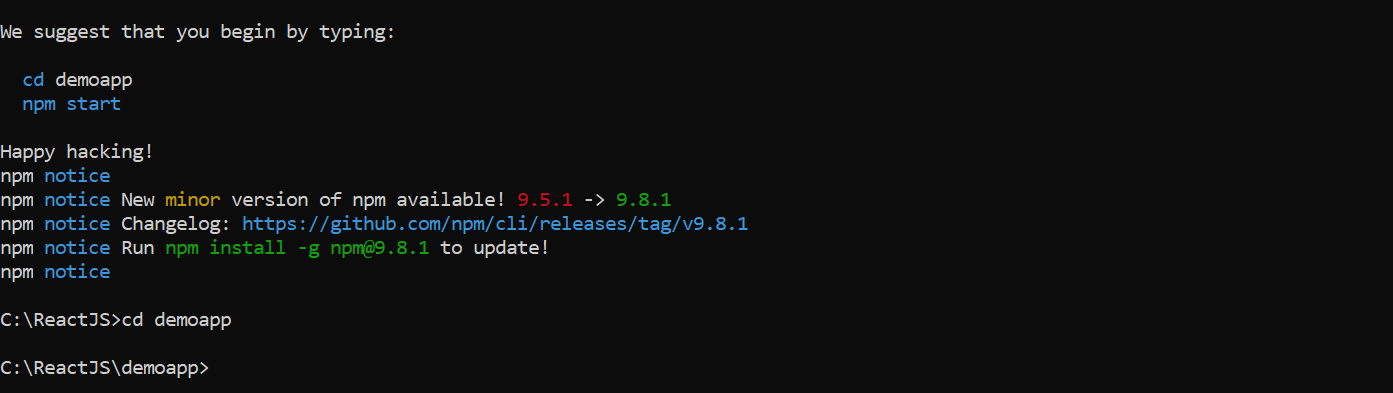 We suggest that you begin by typing:
cd demoapp
npm start
Happy hacking!
npm notice
npm notice New minor version of npm available! 9.5.1 -> 9.8.1
npm notice Changelog: https://github.com/npm/cli/releases/tag/v9.8.1
npm notice Run npm install -g npm@9.8.1 to update!
npm notice
C:\ReactJS>cd demoapp
C:\ReactJS\demoapp>